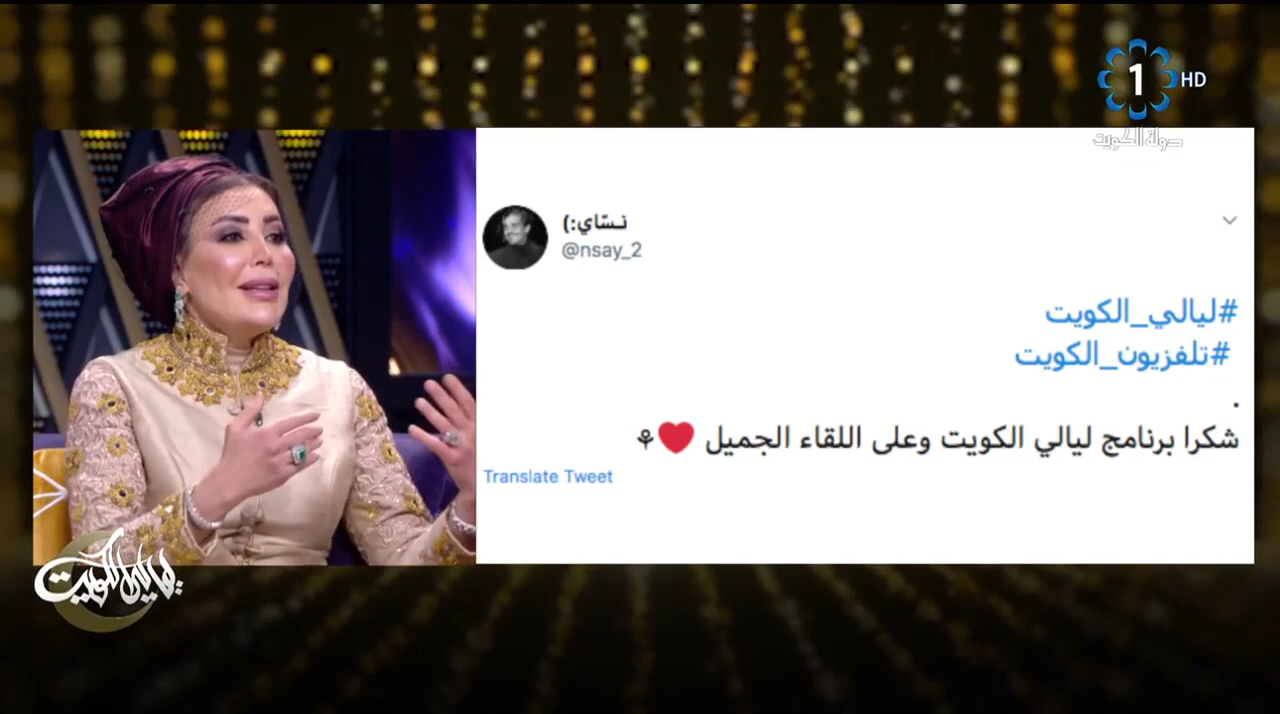 1 HD
دولة الكويت
نـسّاي:)
@nsay_2
#ليالي_الكويت
#تلفزيون_الكويت
.
شكرا برنامج ليالي الكويت وعلى اللقاء الجميل ❤️⚘
Translate Tweet
ليالي الكويت